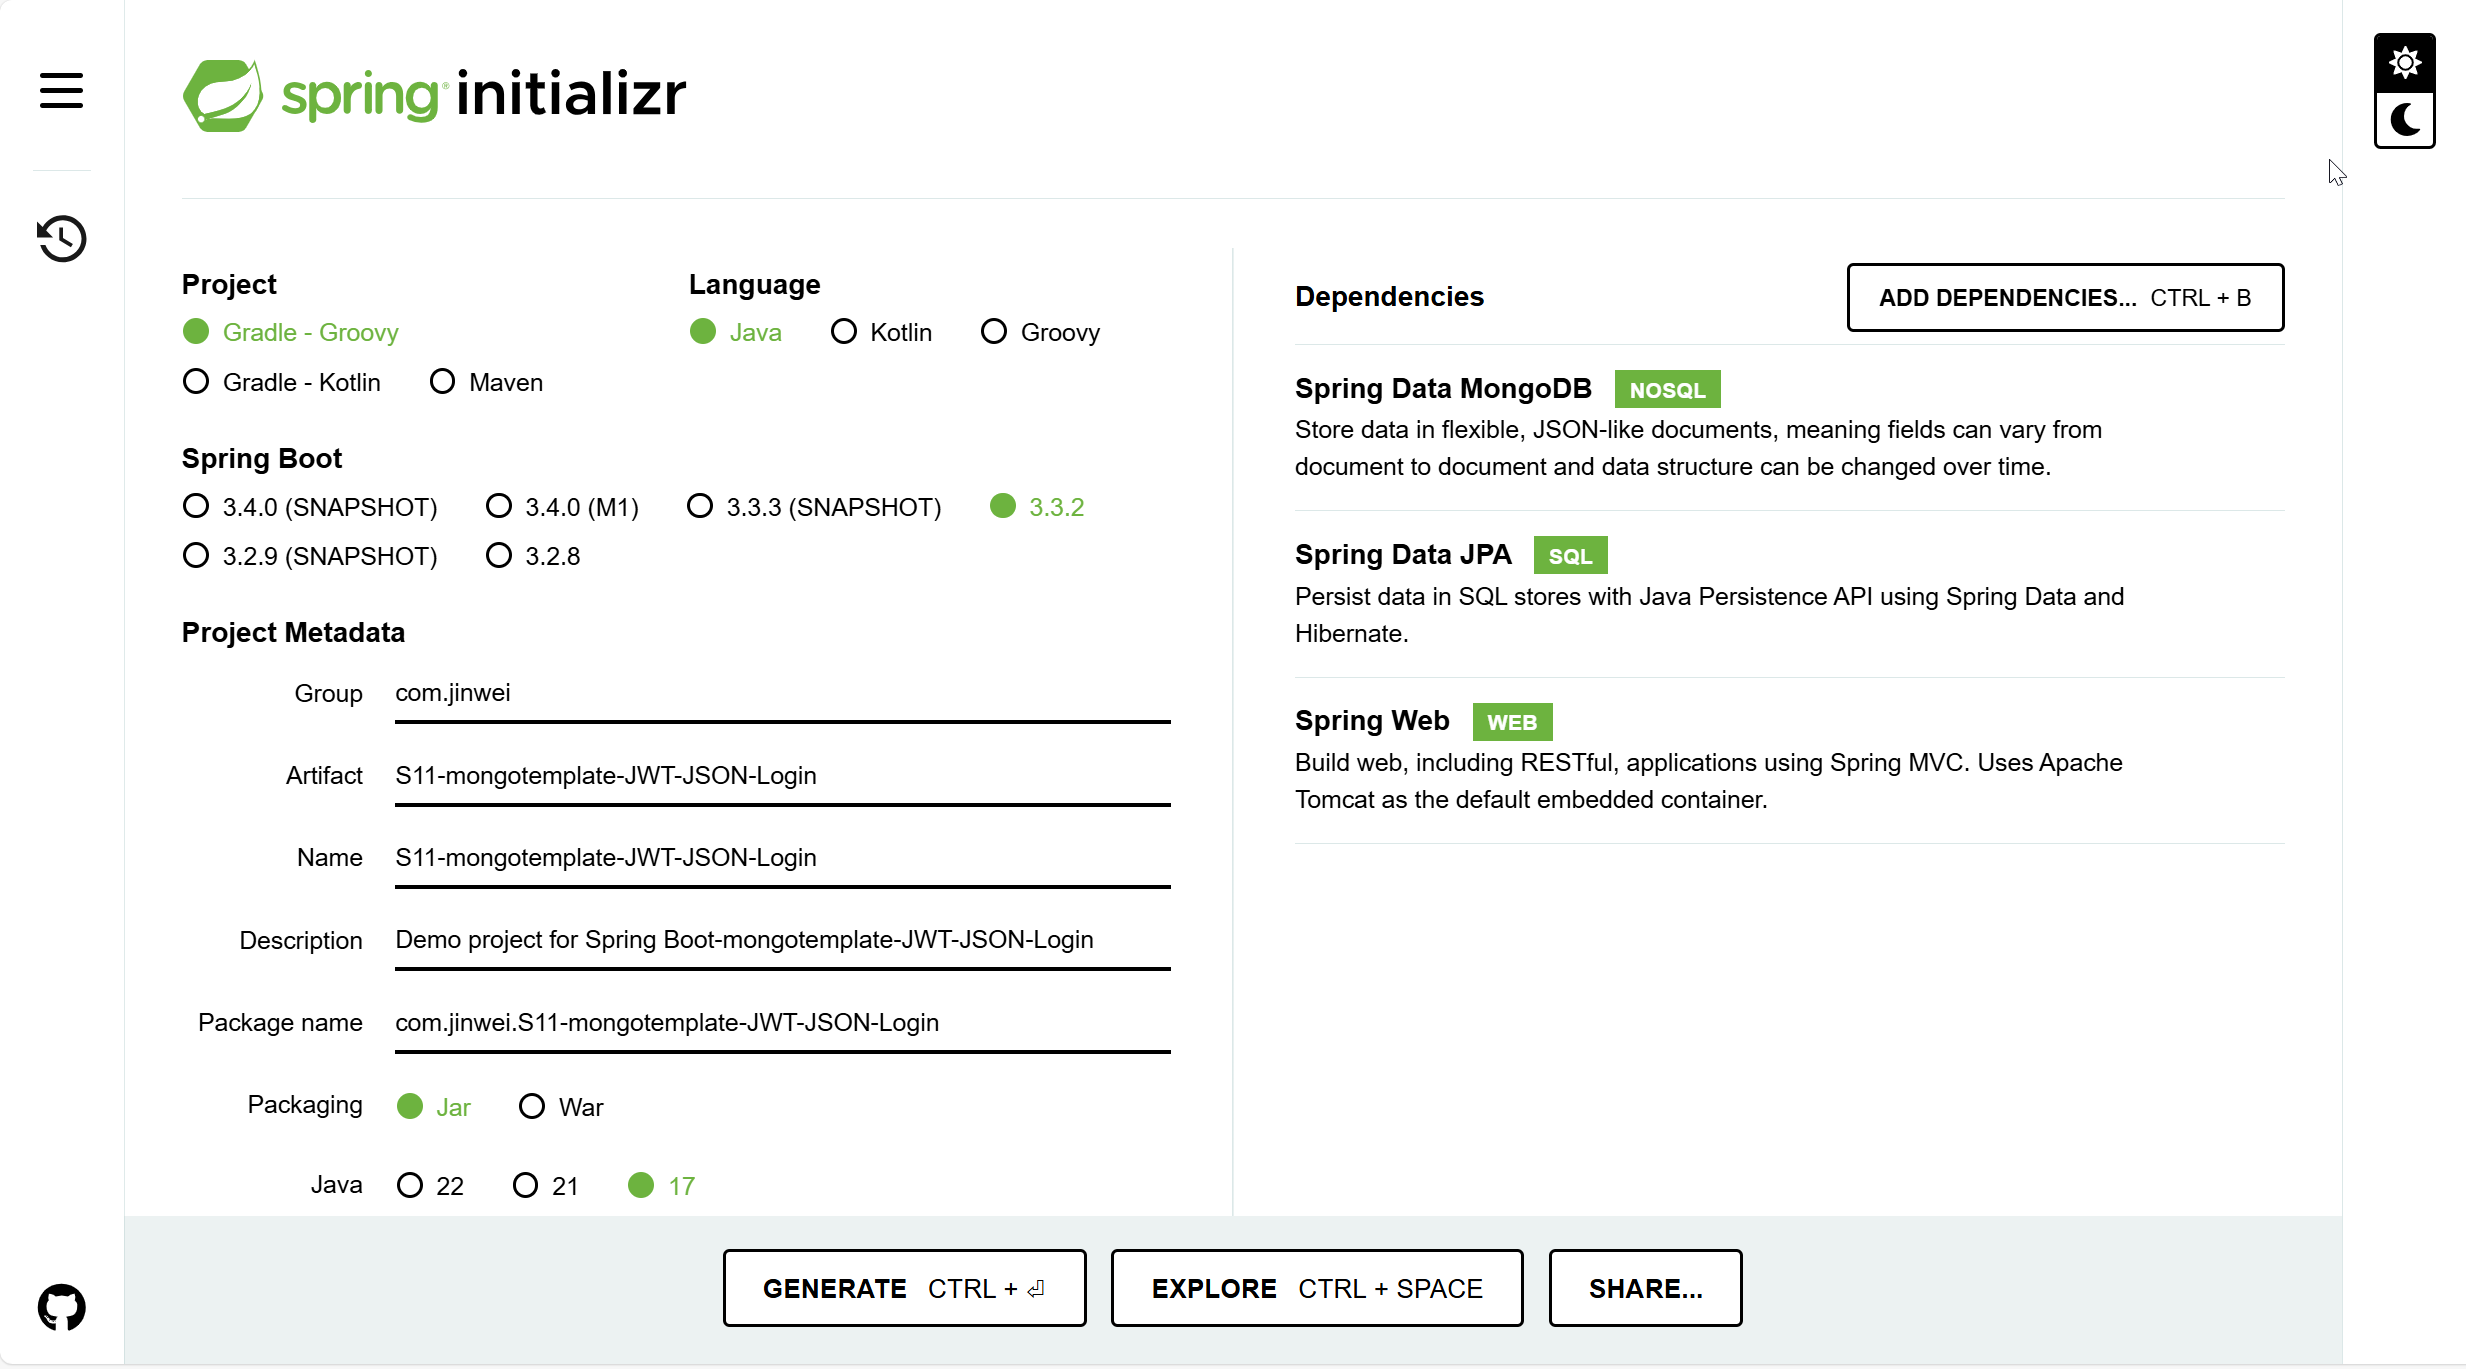 spring initializr
Project
Gradle - Groovy
Gradle - Kotlin Maven
Language
Java Kotlin Groovy
Spring Boot
3.4.0 (SNAPSHOT) 3.4.0 (M1) 3.3.3 (SNAPSHOT) 3.3.2
3.2.9 (SNAPSHOT) 3.2.8
Project Metadata
Group com.jinwei
Artifact S11-mongotemplate-JWT-JSON-Login
Name S11-mongotemplate-JWT-JSON-Login
Description Demo project for Spring Boot-mongotemplate-JWT-JSON-Login
Package name com.jinwei.S11-mongotemplate-JWT-JSON-Login
Packaging Jar War
Java 22 21 17
Dependencies ADD DEPENDENCIES... CTRL + B
Spring Data MongoDB NOSQL
Store data in flexible, JSON-like documents, meaning fields can vary from
document to document and data structure can be changed over time.
Spring Data JPA SQL
Persist data in SQL stores with Java Persistence API using Spring Data and
Hibernate.
Spring Web WEB
Build web, including RESTful, applications using Spring MVC. Uses Apache
Tomcat as the default embedded container.
GENERATE CTRL + ⏎ EXPLORE CTRL + SPACE SHARE...